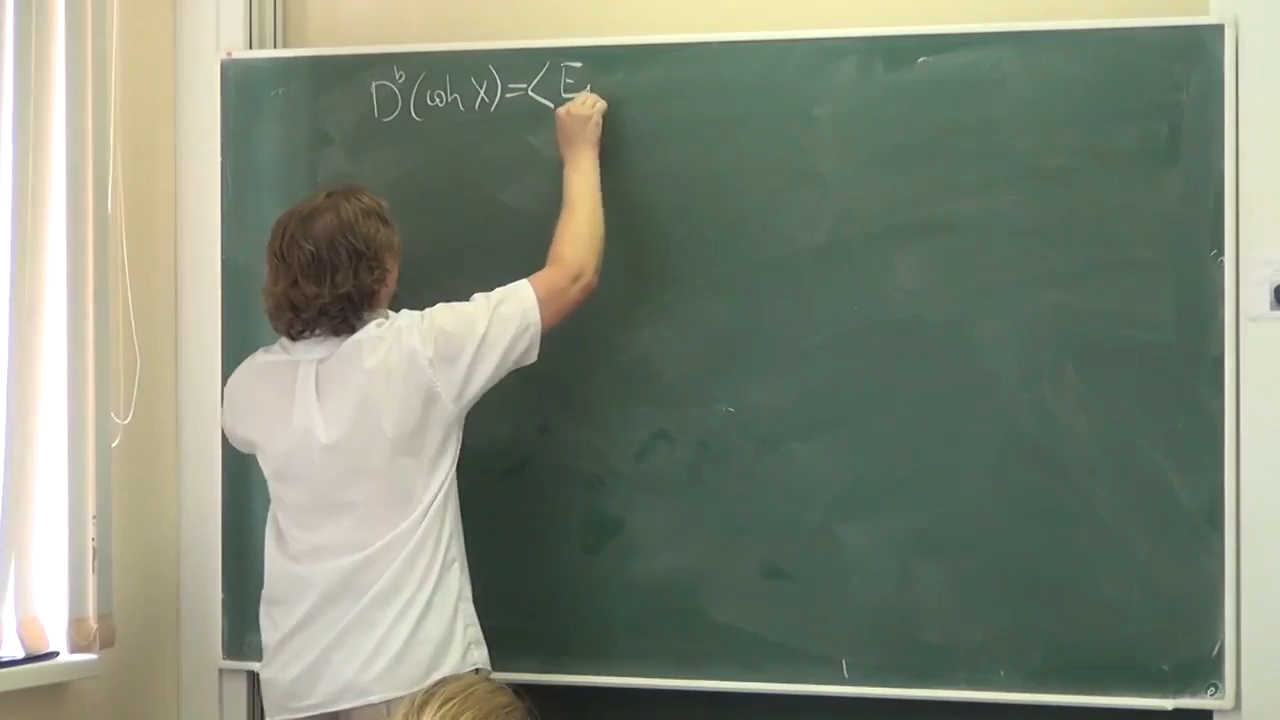 D^b(coh X) = <E